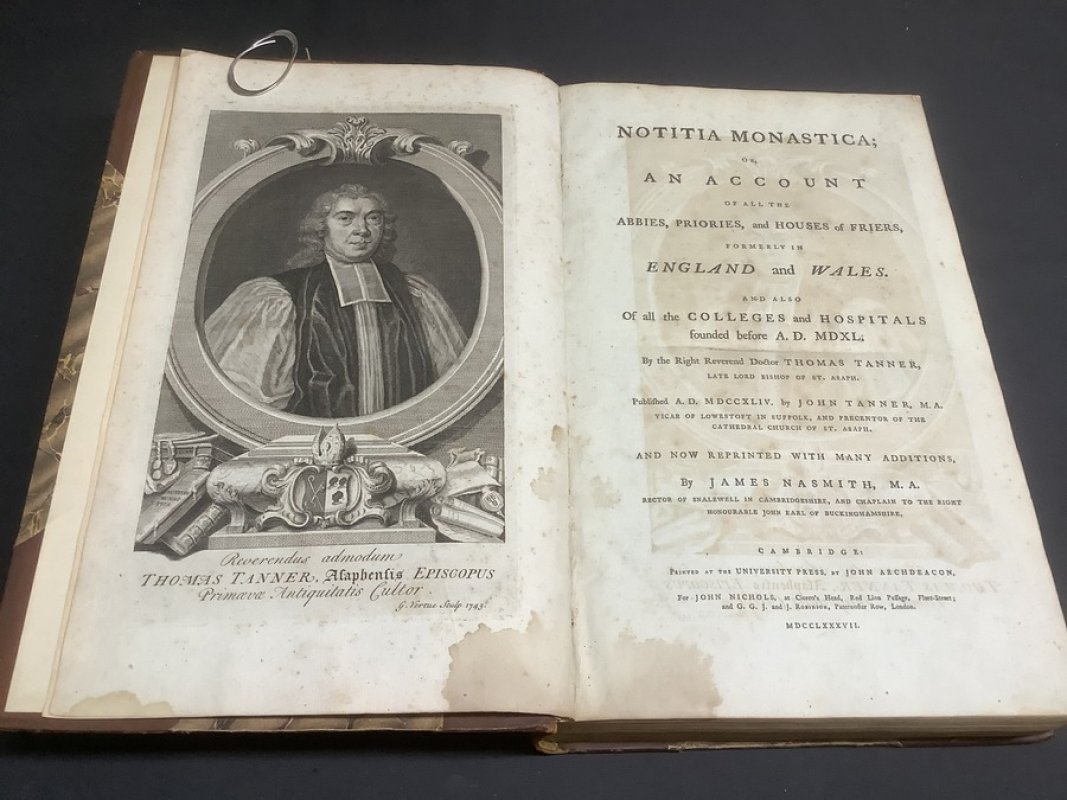 Reverendus admodum
THOMAS TANNER, Asaphensis EPISCOPUS
Primævæ Antiquitatis Cultor.
G. Vertue Sculp 1743.
NOTITIA MONASTICA;
OR,
AN ACCOUNT
OF ALL THE
ABBIES, PRIORIES, and HOUSES of FRIERS,
FORMERLY IN
ENGLAND and WALES.
AND ALSO
Of all the COLLEGES and HOSPITALS
founded before A. D. MDXL;
By the Right Reverend Doctor THOMAS TANNER,
LATE LORD BISHOP OF ST. ASAPH.
Published A. D. MDCCXLIV. by JOHN TANNER, M. A.
VICAR OF LOWESTOFT IN SUFFOLK, AND PRECENTOR OF THE
CATHEDRAL CHURCH OF ST. ASAPH.
AND NOW REPRINTED WITH MANY ADDITIONS,
By JAMES NASMITH, M. A.
RECTOR OF SNALEWELL IN CAMBRIDGESHIRE, AND CHAPLAIN TO THE RIGHT
HONOURABLE JOHN EARL OF BUCKINGHAMSHIRE.
CAMBRIDGE:
PRINTED AT THE UNIVERSITY PRESS, BY JOHN ARCHDEACON,
For JOHN NICHOLS, at Cicero's Head, Red Lion Passage, Fleet-Street;
and G. G. J. and J. ROBINSON, Paternoster Row, London.
MDCCLXXXVII.